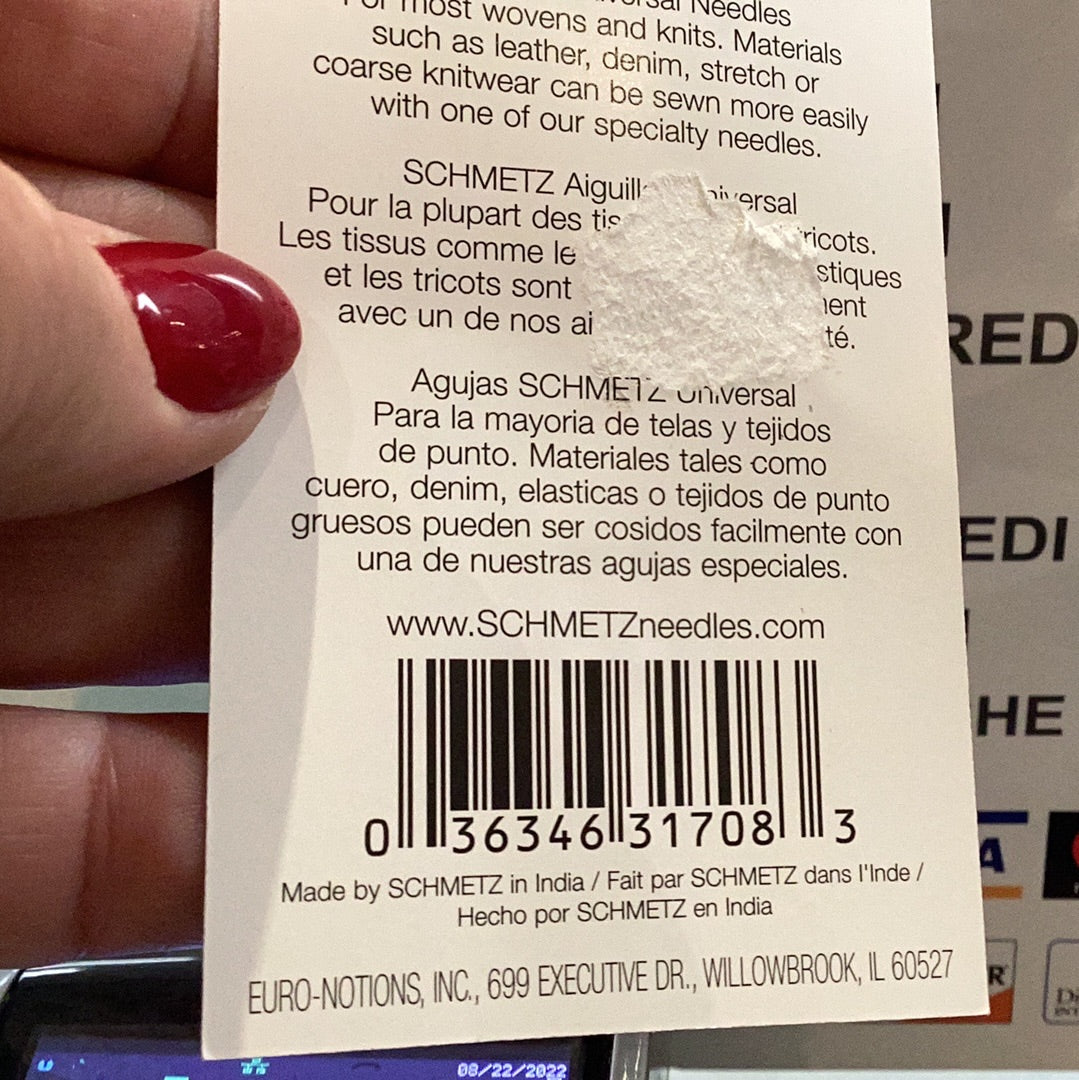 Needles
most wovens and knits. Materials
such as leather, denim, stretch or
coarse knitwear can be sewn more easily
with one of our specialty needles.
SCHMETZ
Pour la plupart des
Les tissus comme
et les tricots sont
avec un de nos
Agujas SCHMETZ Universal
Para la mayoria de telas y tejidos
de punto. Materiales tales como
cuero, denim, elasticas o tejidos de punto
gruesos pueden ser cosidos facilmente con
una de nuestras agujas especiales.
www.SCHMETZneedles.com
0 36346 31708 3
Made by SCHMETZ in India / Fait par SCHMETZ dans l'Inde /
Hecho por SCHMETZ en India
EURO-NOTIONS, INC., 699 EXECUTIVE DR., WILLOWBROOK, IL 60527
08/22/2022
RED
EDI
HE